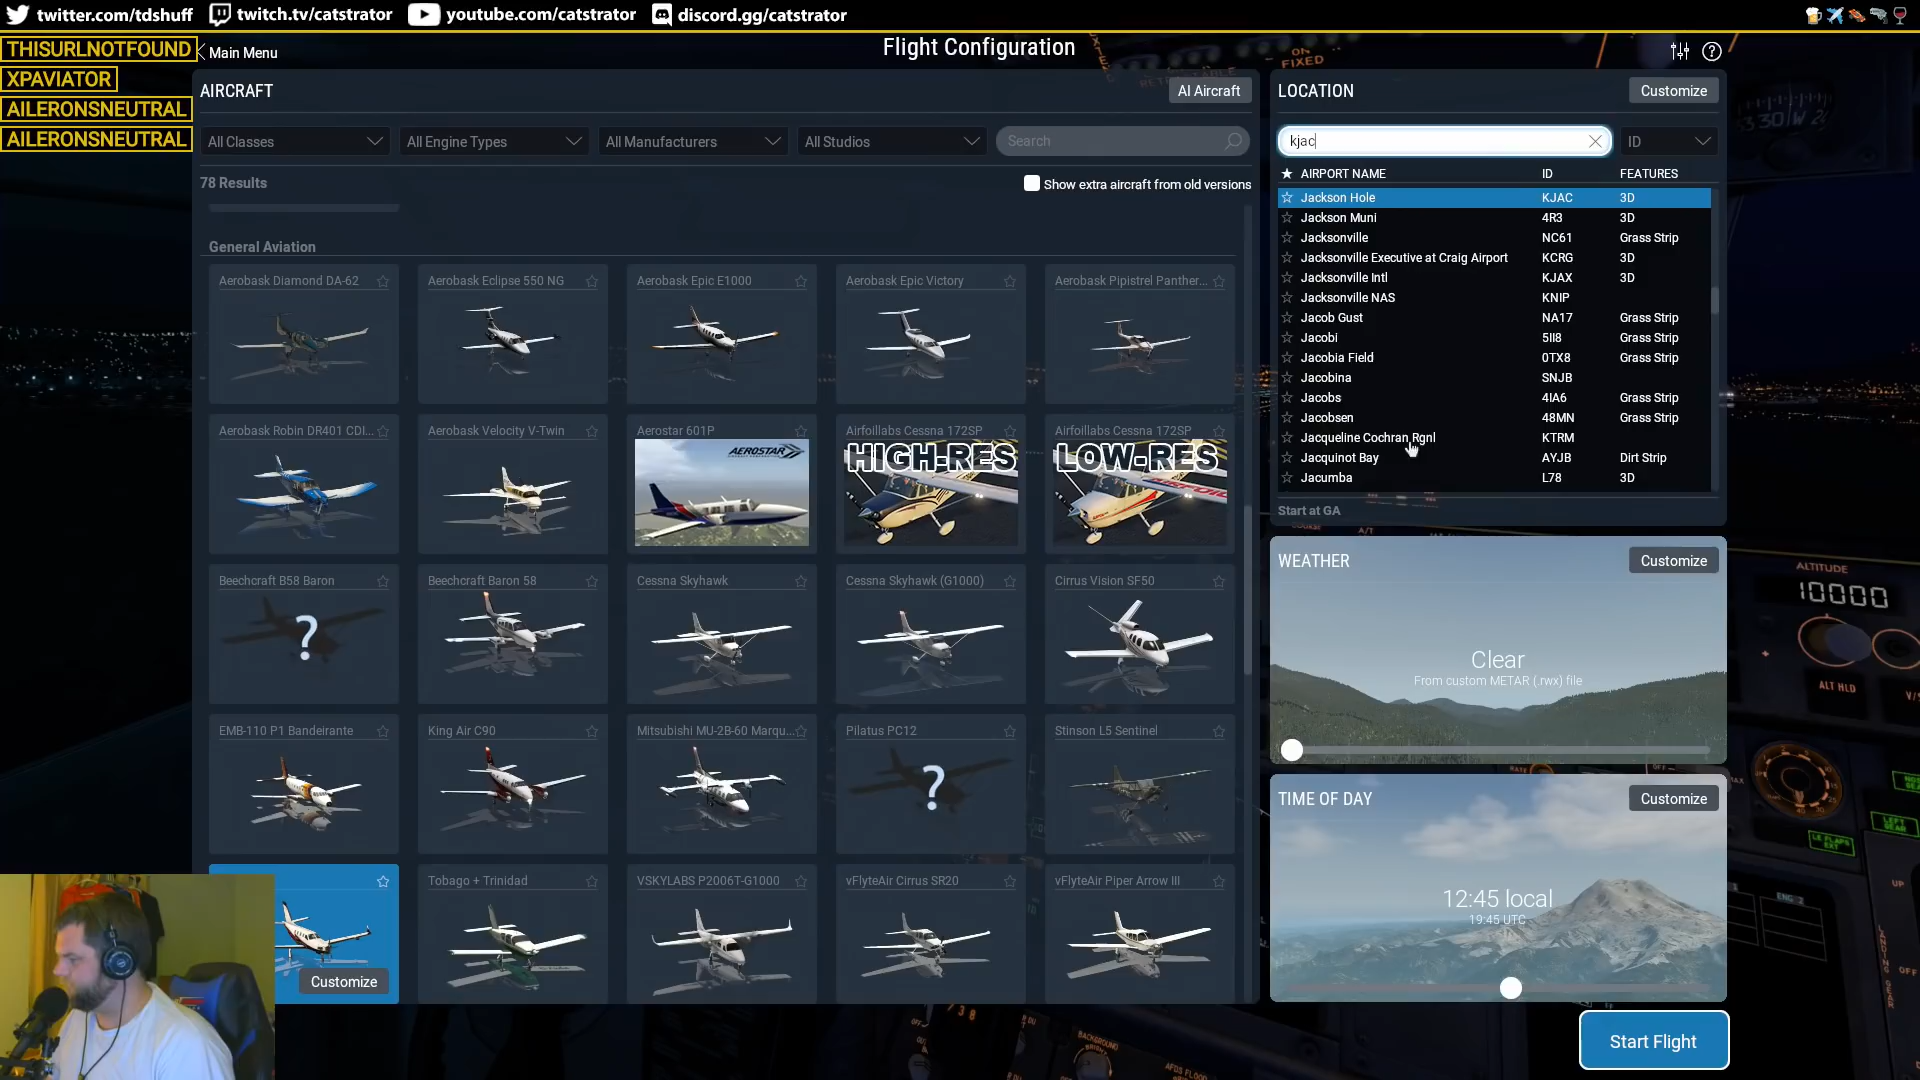 twitter.com/tdshuff twitch.tv/catstrator youtube.com/catstrator discord.gg/catstrator
THISURLNOTFOUND
XPAVIATOR
AILERONSNEUTRAL
AILERONSNEUTRAL
Main Menu
Flight Configuration
AIRCRAFT
AI Aircraft
All Classes All Engine Types All Manufacturers All Studios Search
78 Results
Show extra aircraft from old versions
General Aviation
Aerobask Diamond DA-62 Aerobask Eclipse 550 NG Aerobask Epic E1000 Aerobask Epic Victory Aerobask Pipistrel Panther...
Aerobask Robin DR401 CDI... Aerobask Velocity V-Twin Aerostar 601P Airfoillabs Cessna 172SP Airfoillabs Cessna 172SP
AEROSTAR
HIGH-RES
LOW-RES
Beechcraft B58 Baron Beechcraft Baron 58 Cessna Skyhawk Cessna Skyhawk (G1000) Cirrus Vision SF50
?
EMB-110 P1 Bandeirante King Air C90 Mitsubishi MU-2B-60 Marqu... Pilatus PC12 Stinson L5 Sentinel
?
Tobago + Trinidad VSKYLABS P2006T-G1000 vFlyteAir Cirrus SR20 vFlyteAir Piper Arrow III
Customize
LOCATION
Customize
kjac
ID
AIRPORT NAME ID FEATURES
Jackson Hole KJAC 3D
Jackson Muni 4R3 3D
Jacksonville NC61 Grass Strip
Jacksonville Executive at Craig Airport KCRG 3D
Jacksonville Intl KJAX 3D
Jacksonville NAS KNIP
Jacob Gust NA17 Grass Strip
Jacobi 5II8 Grass Strip
Jacobia Field 0TX8 Grass Strip
Jacobina SNJB
Jacobs 4IA6 Grass Strip
Jacobsen 48MN Grass Strip
Jacqueline Cochran Rgnl KTRM
Jacquinot Bay AYJB Dirt Strip
Jacumba L78 3D
Start at GA
WEATHER
Customize
Clear
From custom METAR (.rwx) file
TIME OF DAY
Customize
12:45 local
19:45 UTC
Start Flight
ON
FIXED
ALTITUDE
10000
ALT HLD
ENG 2
UP
OFF